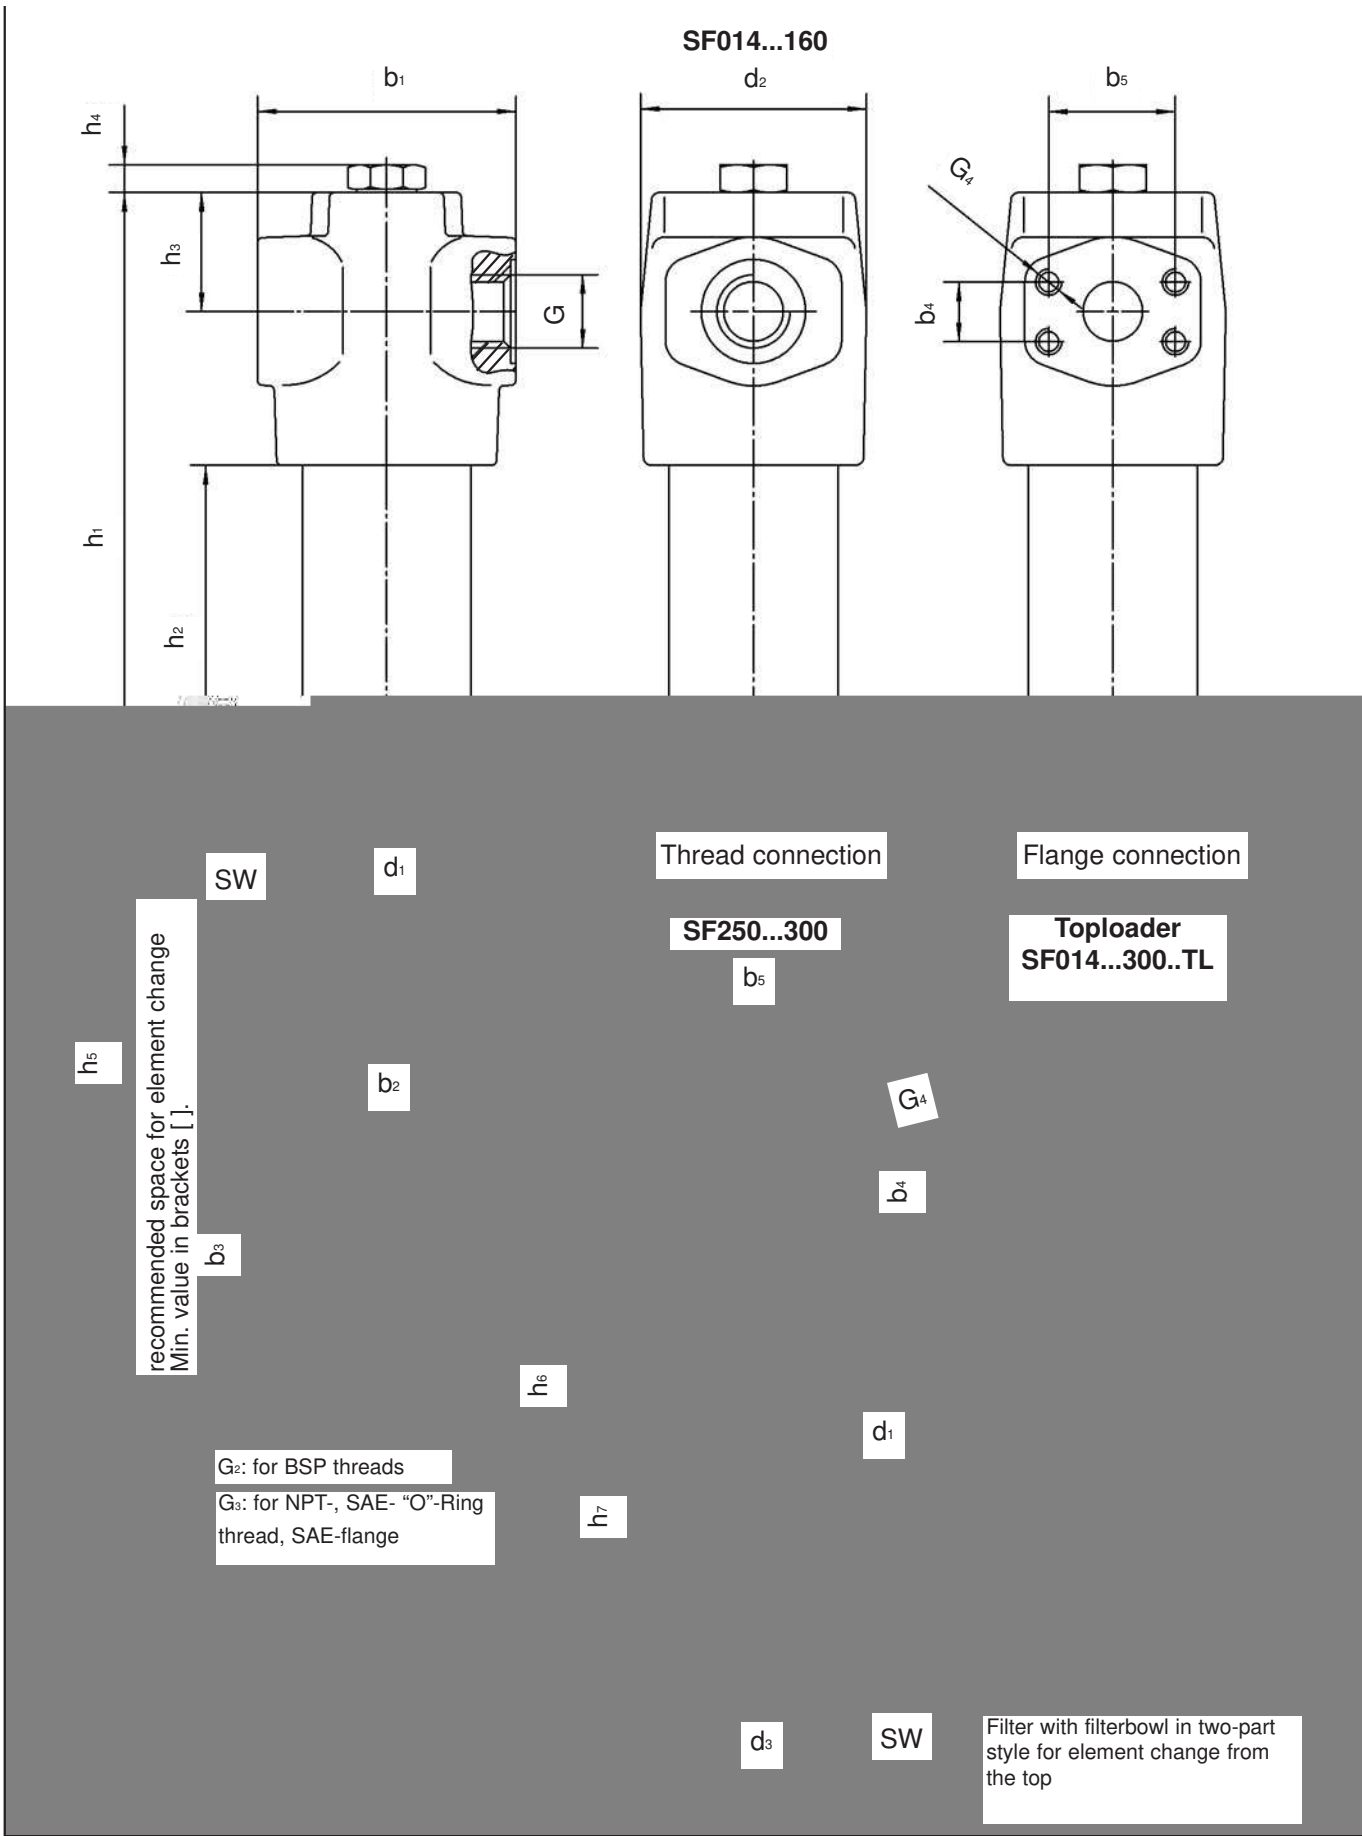 SF014...160
b1
d2
b5
h4
G4
h3
G
b4
h1
h2
Thread connection
Flange connection
SW
d1
SF250...300
Toploader
SF014...300..TL
b5
recommended space for element change
Min. value in brackets [ ].
h5
b2
G4
b4
b3
h6
d1
G2: for BSP threads
G3: for NPT-, SAE- “O”-Ring
thread, SAE-flange
h7
d3
SW
Filter with filterbowl in two-part
style for element change from
the top